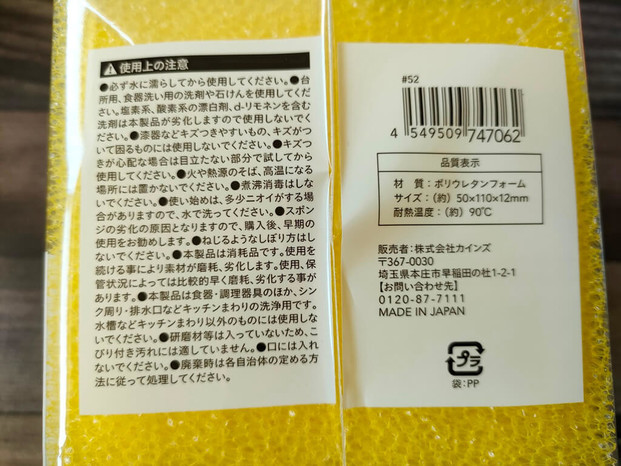 使用上の注意
●必ず水に濡らしてから使用してください。●台
所用、食器洗い用の洗剤や石けんを使用してくだ
さい。塩素系、酸素系の漂白剤、d-リモネンを含む
洗剤は本製品が劣化しますので使用しないでくだ
さい。●漆器などキズつきやすいもの、キズがつ
いて困るものには使用しないでください。●キズつ
きが心配な場合は目立たない部分で試してから
使用してください。●火や熱源のそば、高温になる
場所には置かないでください。●煮沸消毒はしな
いでください。●使い始めは、多少ニオイがする場
合がありますので、水で洗ってください。●スポン
ジの劣化の原因となりますので、購入後、早期の
使用をお勧めします。●ねじるようなしぼり方はし
ないでください。●本製品は消耗品です。使用を
続ける事により素材が磨耗、劣化します。使用、保
管状況によっては比較的早く磨耗、劣化する事が
あります。●本製品は食器・調理器具のほか、シン
ク周り・排水口などキッチンまわりの洗浄用です。
水槽などキッチンまわり以外のものには使用しな
いでください。●研磨材等は入っていないため、こ
びり付き汚れには適していません。●口には入れ
ないでください。●廃棄時は各自治体の定める方
法に従って処理してください。
#52
4 549509 747062
品質表示
材 質：ポリウレタンフォーム
サイズ：(約) 50×110×12mm
耐熱温度：(約) 90℃
販売者：株式会社カインズ
〒367-0030
埼玉県本庄市早稲田の杜1-2-1
【お問い合わせ先】
0120-87-7111
MADE IN JAPAN
プラ
袋：PP